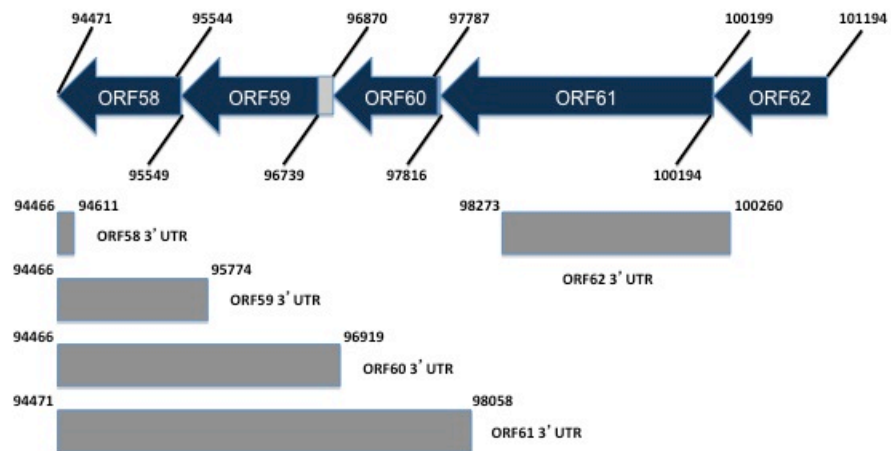 94471 95544 96870 97787 100199 101194
ORF58 ORF59 ORF60 ORF61 ORF62
95549 96739 97816 100194
94466 94611 98273 100260
ORF58 3' UTR
94466 95774 ORF62 3' UTR
ORF59 3' UTR
94466 96919
ORF60 3' UTR
94471 98058
ORF61 3' UTR